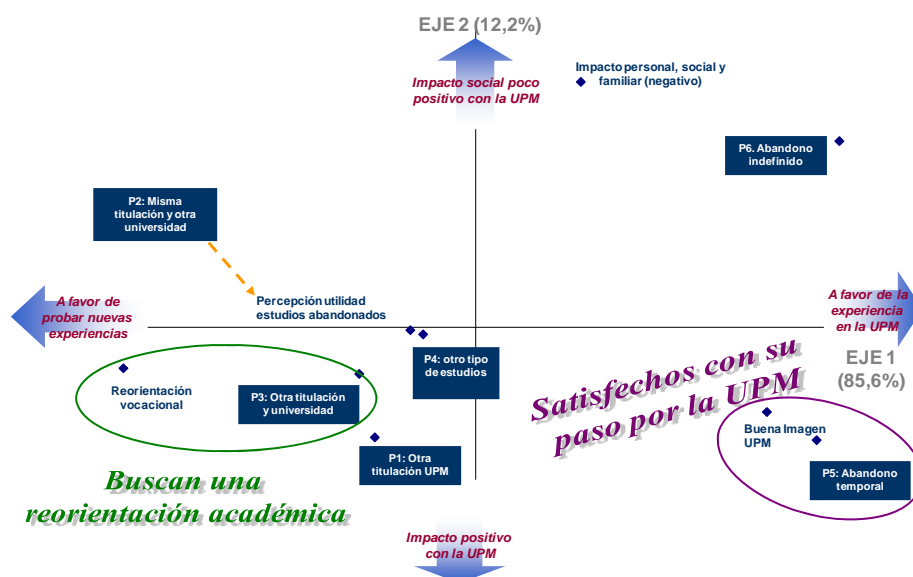 EJE 2 (12,2%)
Impacto social poco
positivo con la UPM
Impacto personal, social y
familiar (negativo)
P6. Abandono
indefinido
P2: Misma
titulación y otra
universidad
A favor de
probar nuevas
experiencias
Percepción utilidad
estudios abandonados
A favor de la
experiencia
en la UPM
EJE 1
(85,6%)
P4: otro tipo
de estudios
Reorientación
vocacional
P3: Otra titulación
y universidad
Satisfechos con su
paso por la UPM
Buena Imagen
UPM
P1: Otra
titulación UPM
P5: Abandono
temporal
Buscan una
reorientación académica
Impacto positivo
con la UPM